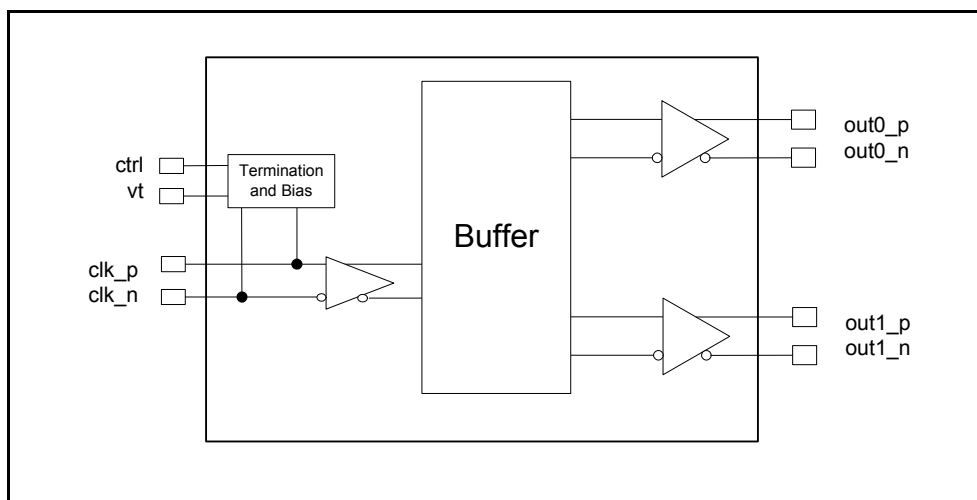 ctrl
vt
Termination
and Bias
clk_p
clk_n
Buffer
out0_p
out0_n
out1_p
out1_n